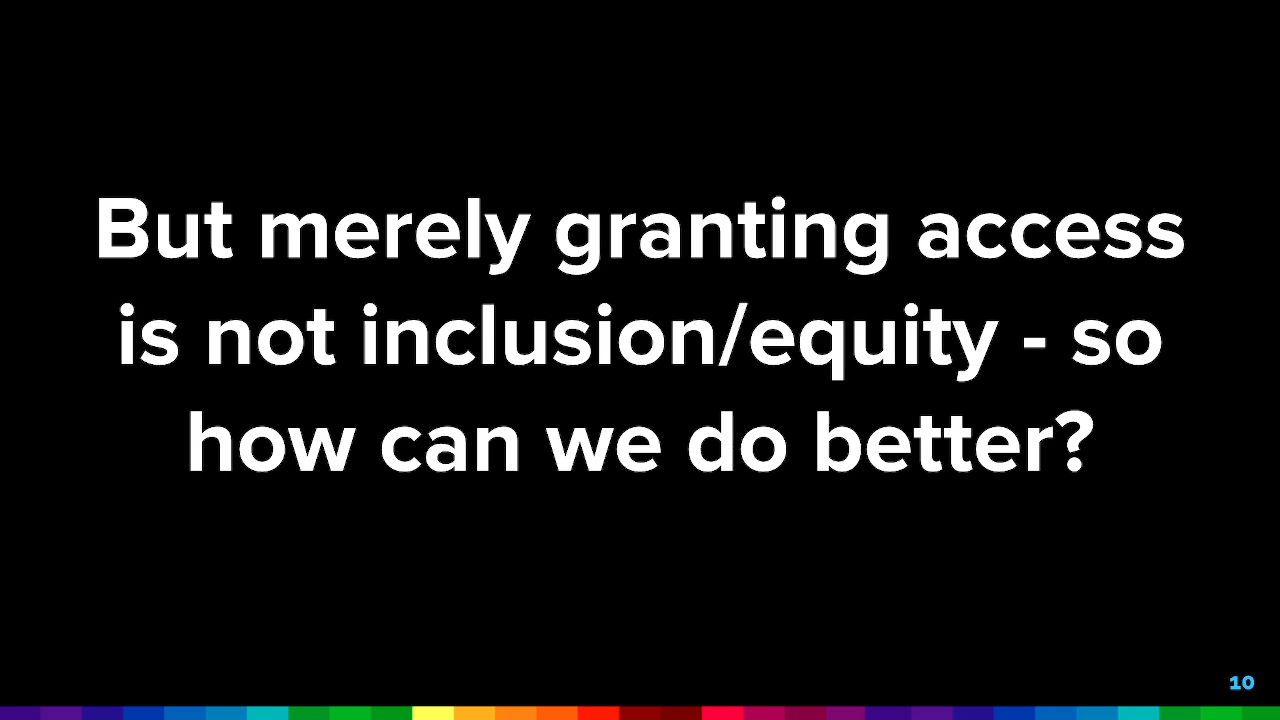 But merely granting access
is not inclusion/equity - so
how can we do better?
10